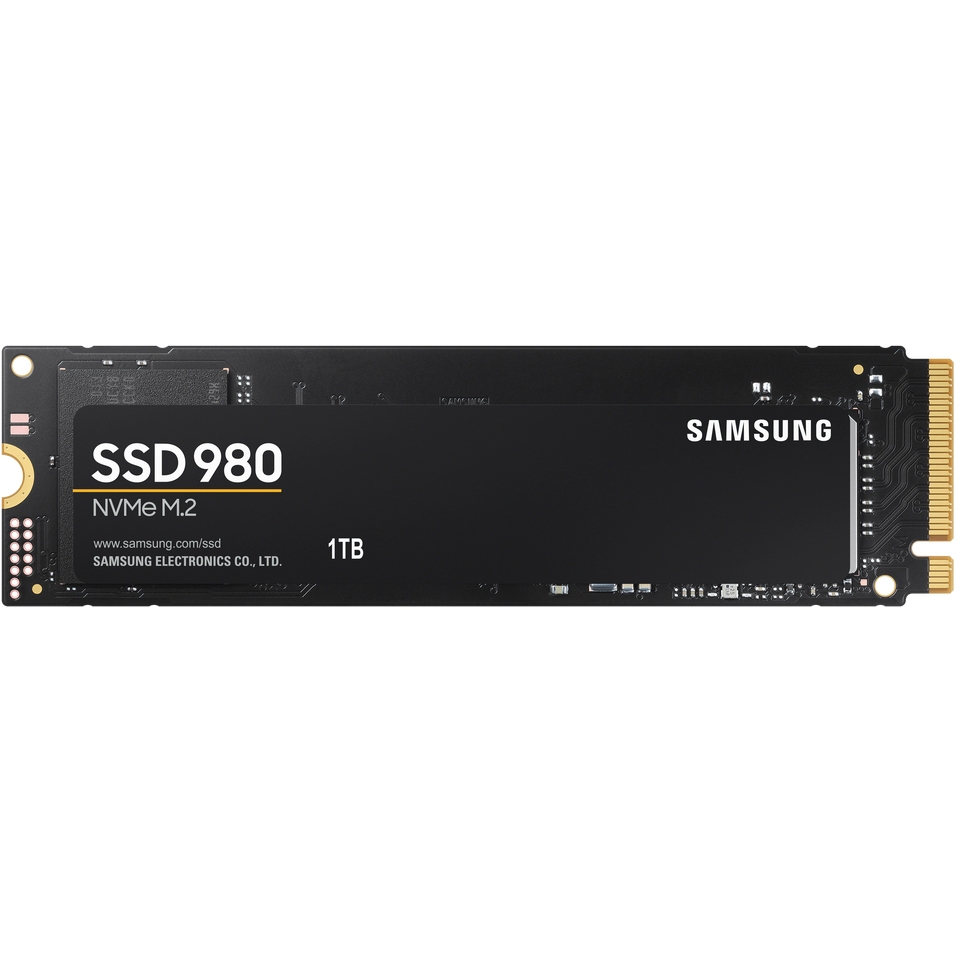 SAMSUNG
SSD 980
NVMe M.2
www.samsung.com/ssd
SAMSUNG ELECTRONICS CO., LTD.
1TB